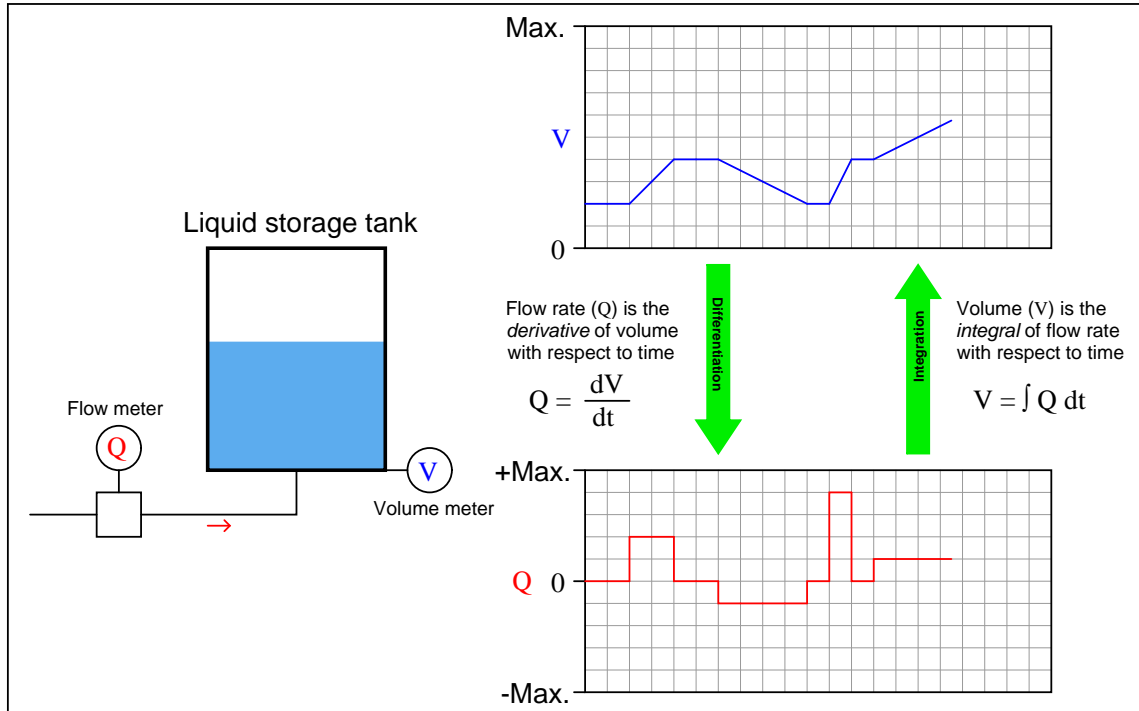 Max.
V
0
Liquid storage tank
Flow meter
Q
V
Volume meter
→
Flow rate (Q) is the
derivative of volume
with respect to time
Q = dV
dt
Differentiation
Integration
Volume (V) is the
integral of flow rate
with respect to time
V = ∫ Q dt
+Max.
Q 0
-Max.